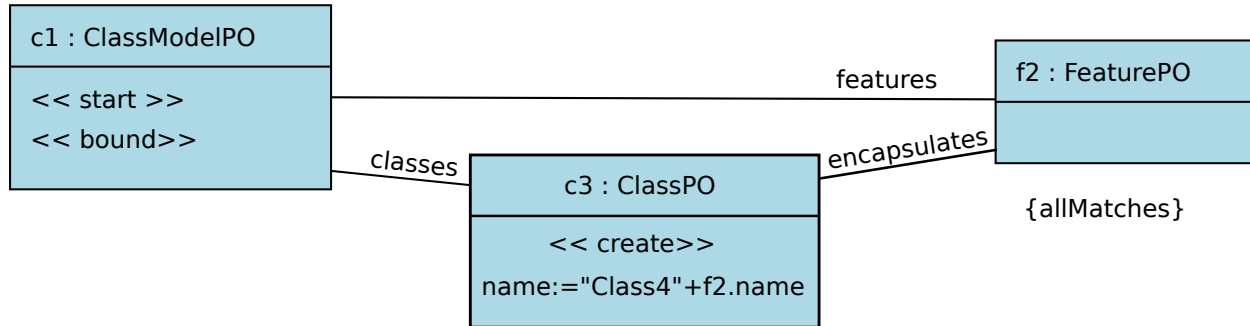 c1 : ClassModelPO
<< start >>
<< bound>>
features
f2 : FeaturePO
classes
encapsulates
c3 : ClassPO
<< create>>
name:="Class4"+f2.name
{allMatches}